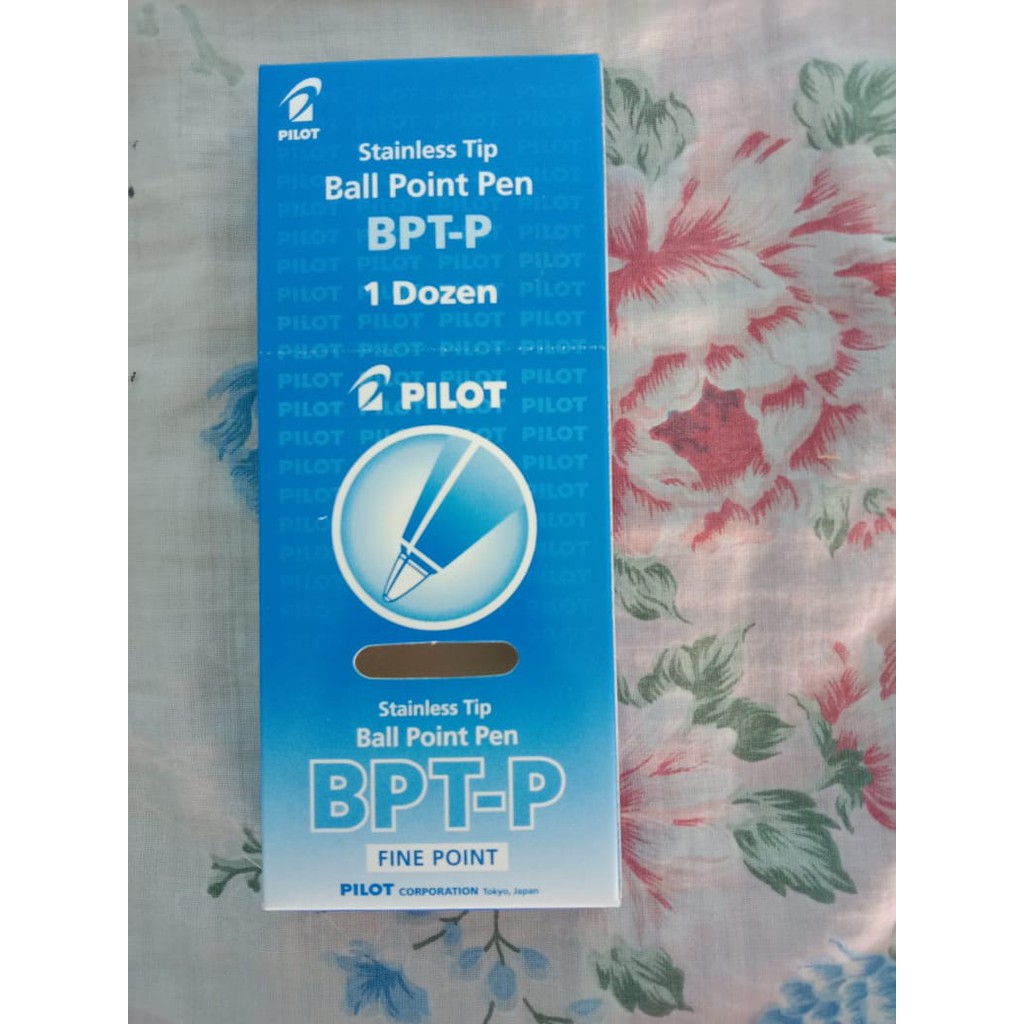 PILOT
Stainless Tip
Ball Point Pen
BPT-P
1 Dozen
PILOT
Stainless Tip
Ball Point Pen
BPT-P
FINE POINT
PILOT CORPORATION Tokyo, Japan